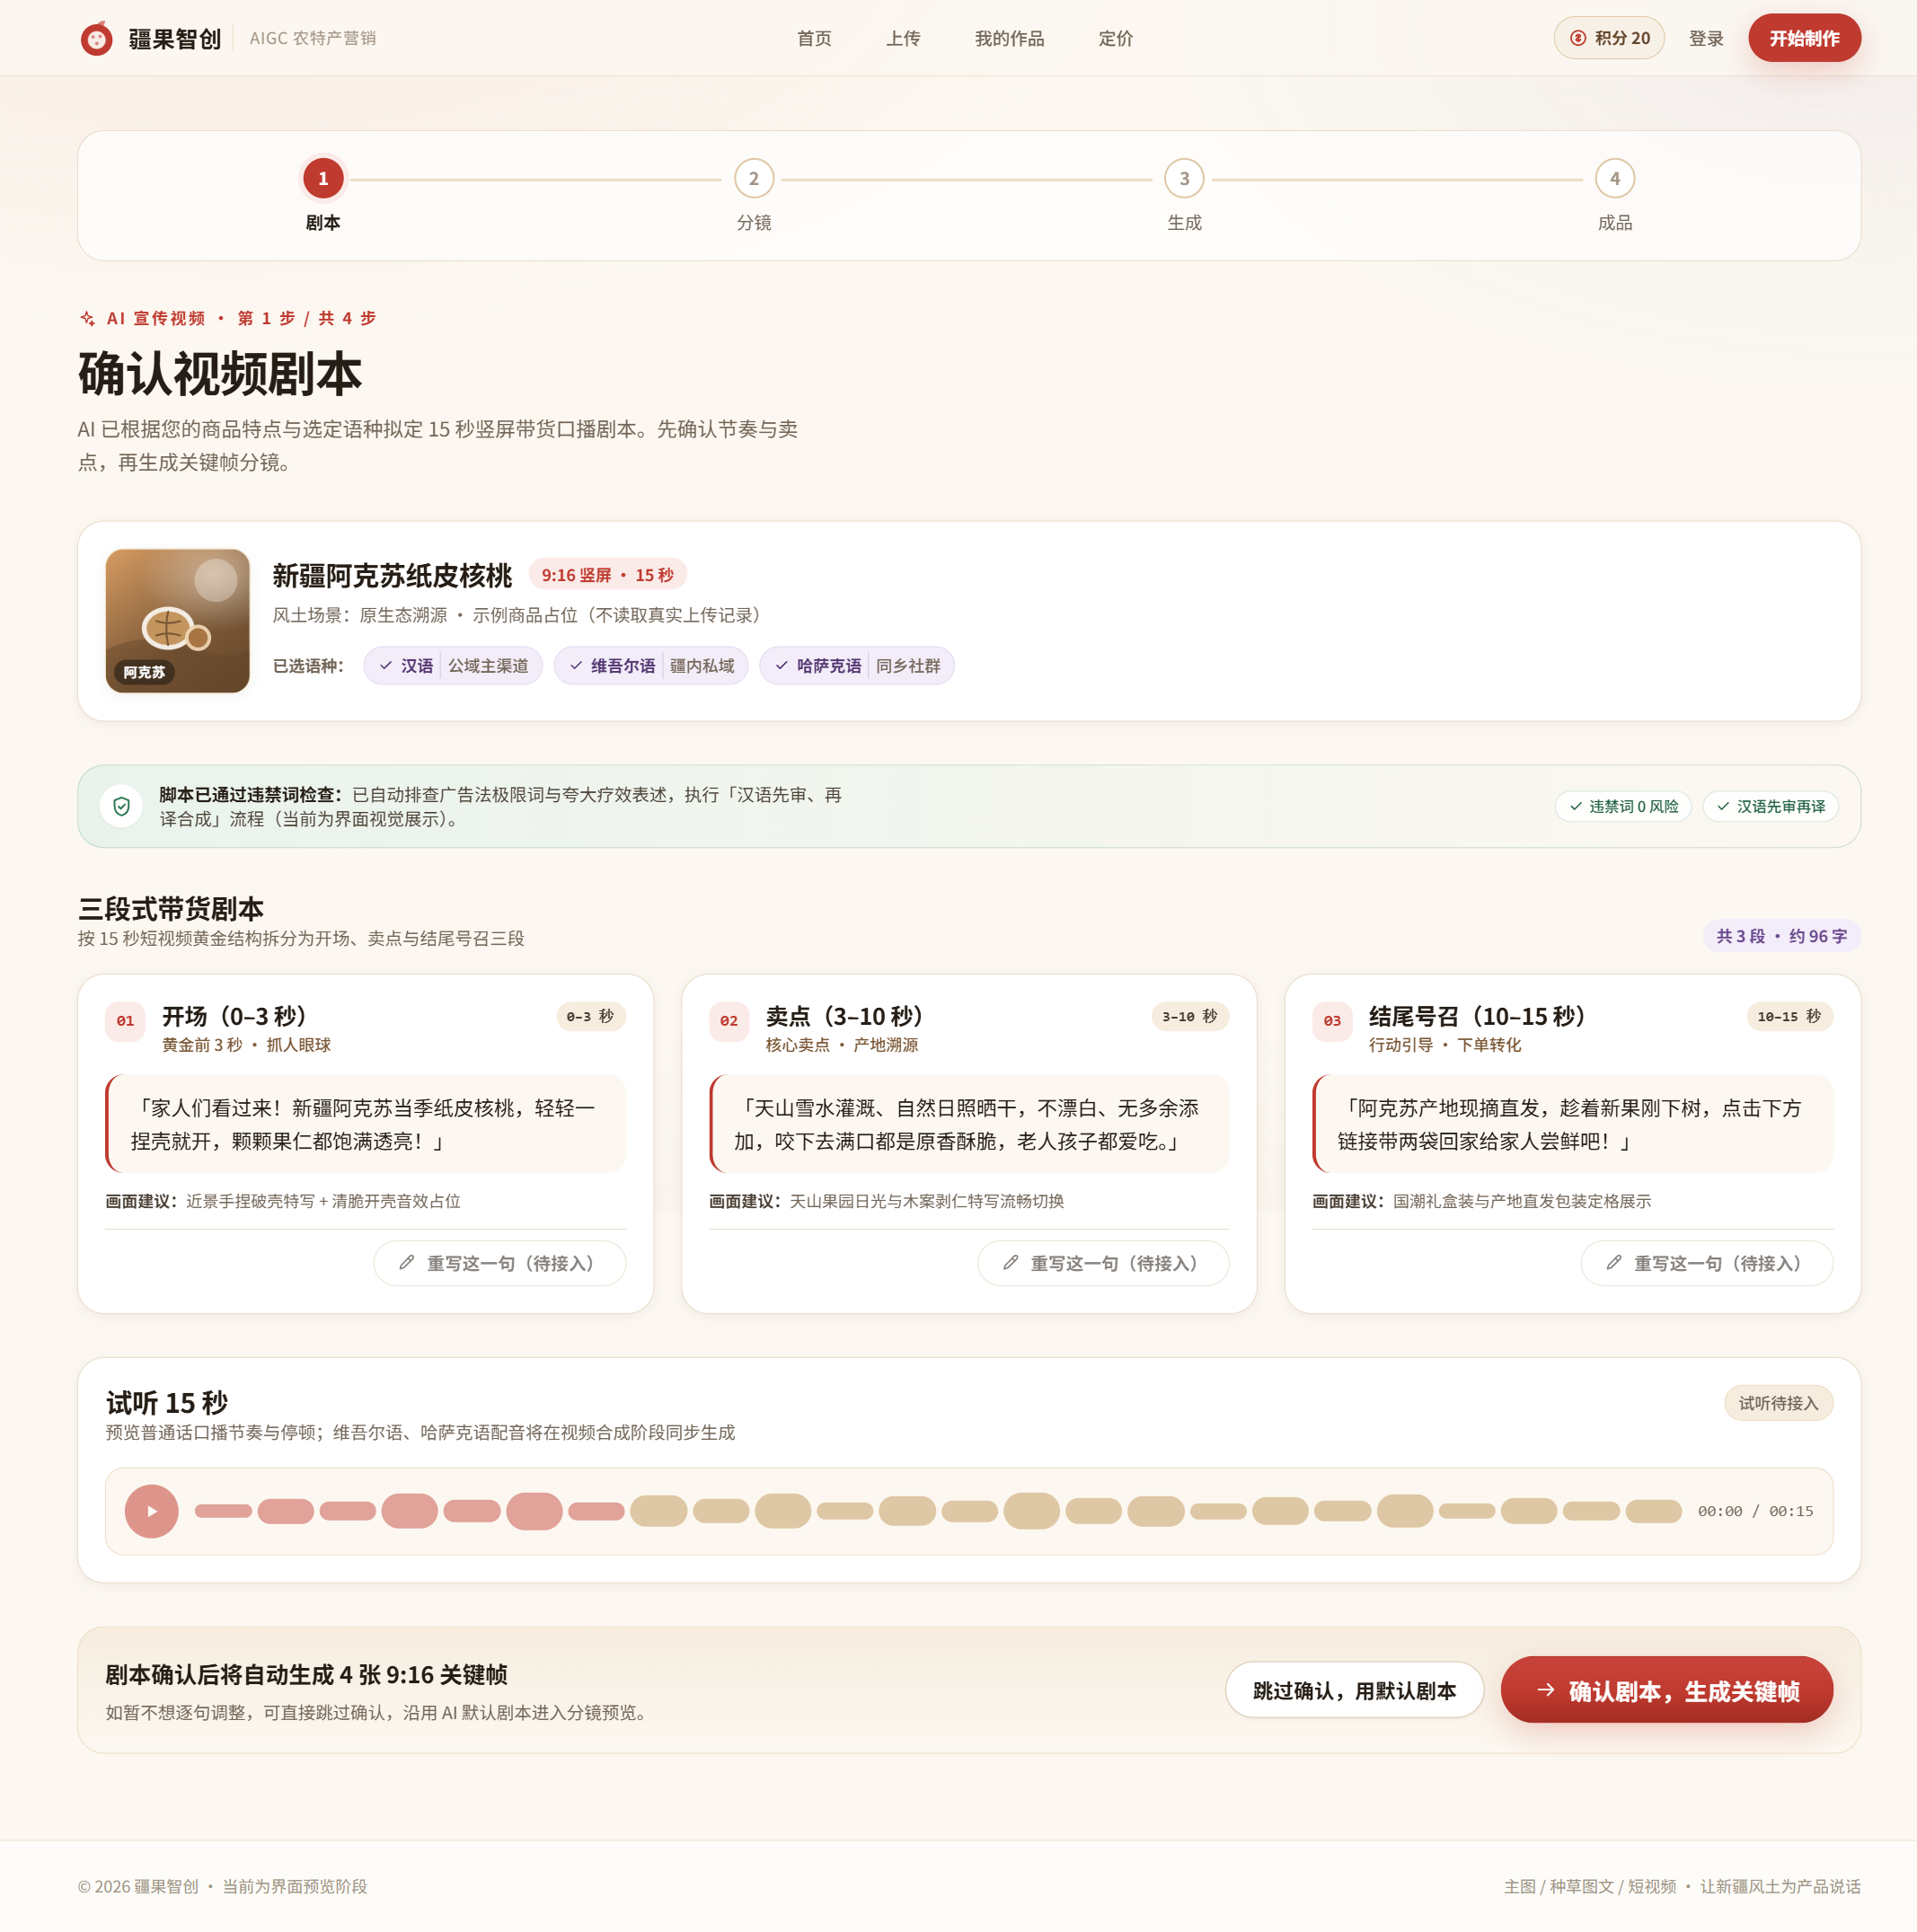 疆果智创
AIGC 农特产营销
首页
上传
我的作品
定价
积分 20
登录
开始制作
1
2
3
4
剧本
分镜
生成
成品
AI 宣传视频 · 第 1 步 / 共 4 步
确认视频剧本
AI 已根据您的商品特点与选定语种拟定 15 秒竖屏带货口播剧本。先确认节奏与卖
点，再生成关键帧分镜。
新疆阿克苏纸皮核桃
9:16 竖屏 · 15 秒
风土场景：原生态溯源 · 示例商品占位（不读取真实上传记录）
阿克苏
已选语种：
汉语 公域主渠道
维吾尔语 疆内私域
哈萨克语 同乡社群
脚本已通过违禁词检查：已自动排查广告法极限词与夸大疗效表述，执行「汉语先审、再
译合成」流程（当前为界面视觉展示）。
违禁词 0 风险
汉语先审再译
三段式带货剧本
按 15 秒短视频黄金结构拆分为开场、卖点与结尾号召三段
共 3 段 · 约 96 字
01
开场（0–3 秒）
0–3 秒
黄金前 3 秒 · 抓人眼球
「家人们看过来！新疆阿克苏当季纸皮核桃，轻轻一
捏壳就开，颗颗果仁都饱满透亮！」
画面建议：近景手捏破壳特写 + 清脆开壳音效占位
重写这一句（待接入）
02
卖点（3–10 秒）
3–10 秒
核心卖点 · 产地溯源
「天山雪水灌溉、自然日照晒干，不漂白、无多余添
加，咬下去满口都是原香酥脆，老人孩子都爱吃。」
画面建议：天山果园日光与木案剥仁特写流畅切换
重写这一句（待接入）
03
结尾号召（10–15 秒）
10–15 秒
行动引导 · 下单转化
「阿克苏产地现摘直发，趁着新果刚下树，点击下方
链接带两袋回家给家人尝鲜吧！」
画面建议：国潮礼盒装与产地直发包装定格展示
重写这一句（待接入）
试听 15 秒
试听待接入
预览普通话口播节奏与停顿；维吾尔语、哈萨克语配音将在视频合成阶段同步生成
00:00 / 00:15
剧本确认后将自动生成 4 张 9:16 关键帧
如暂不想逐句调整，可直接跳过确认，沿用 AI 默认剧本进入分镜预览。
跳过确认，用默认剧本
确认剧本，生成关键帧
© 2026 疆果智创 · 当前为界面预览阶段
主图 / 种草图文 / 短视频 · 让新疆风土为产品说话